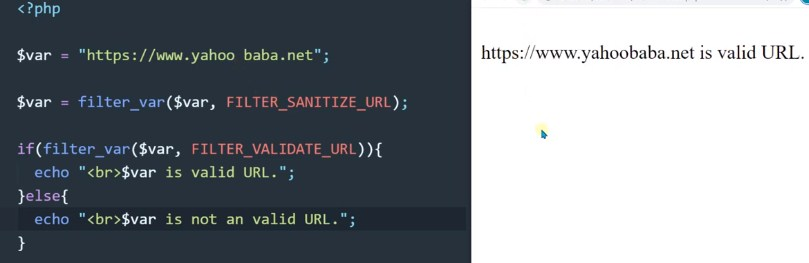 <?php
$var = "https://www.yahoo baba.net";
$var = filter_var($var, FILTER_SANITIZE_URL);
if(filter_var($var, FILTER_VALIDATE_URL)){
echo "<br>$var is valid URL.";
}else{
echo "<br>$var is not an valid URL.";
}
https://www.yahoobaba.net is valid URL.